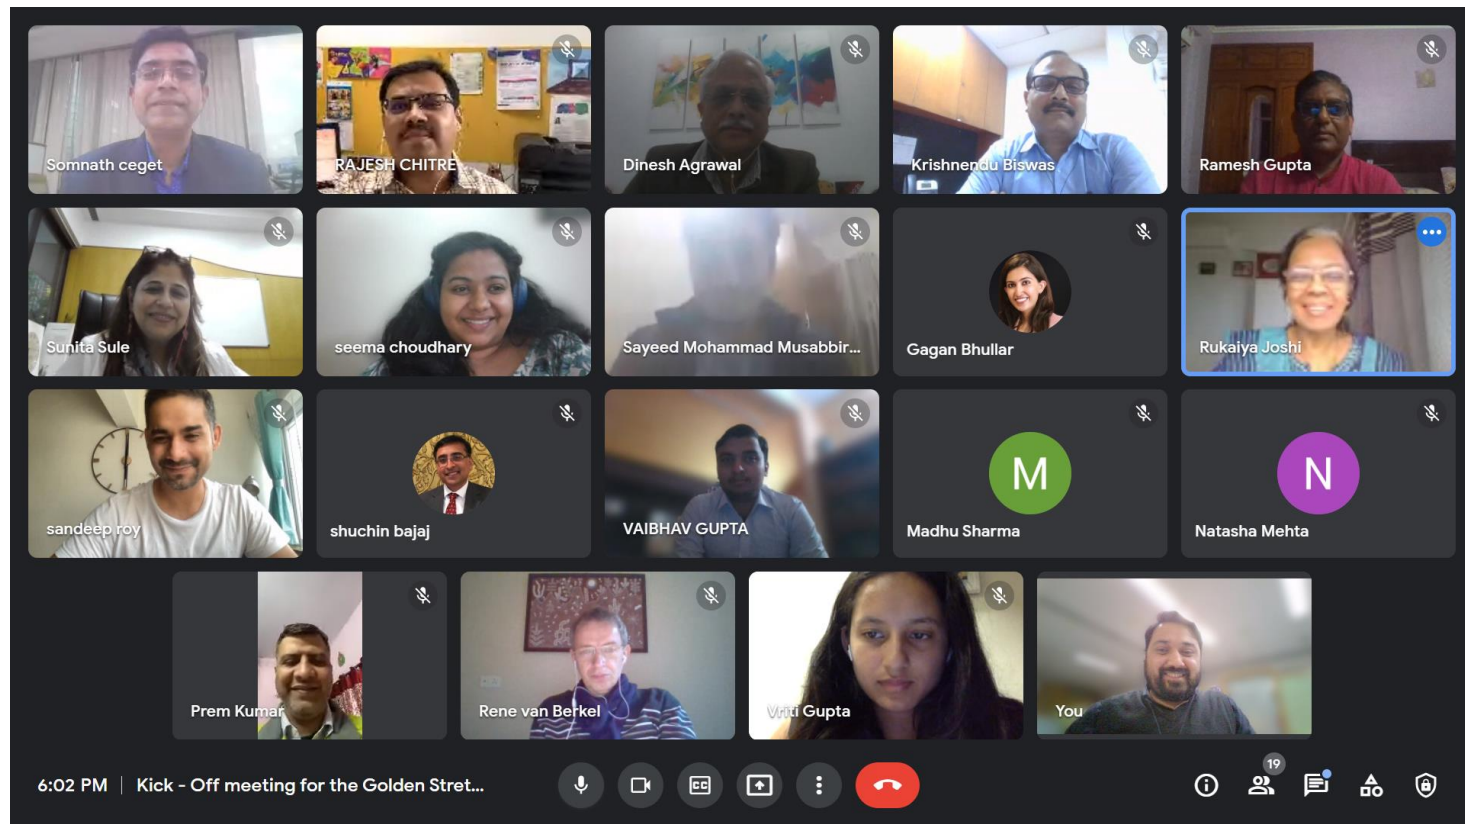 Somnath ceget
RAJESH CHITRE
Dinesh Agrawal
Krishnendu Biswas
Ramesh Gupta
Sunita Sule
seema choudhary
Sayeed Mohammad Musabbir...
Gagan Bhullar
Rukaiya Joshi
sandeep roy
shuchin bajaj
VAIBHAV GUPTA
M
Madhu Sharma
N
Natasha Mehta
Prem Kumar
Rene van Berkel
Vriti Gupta
You
6:02 PM | Kick - Off meeting for the Golden Stret...
CC
19